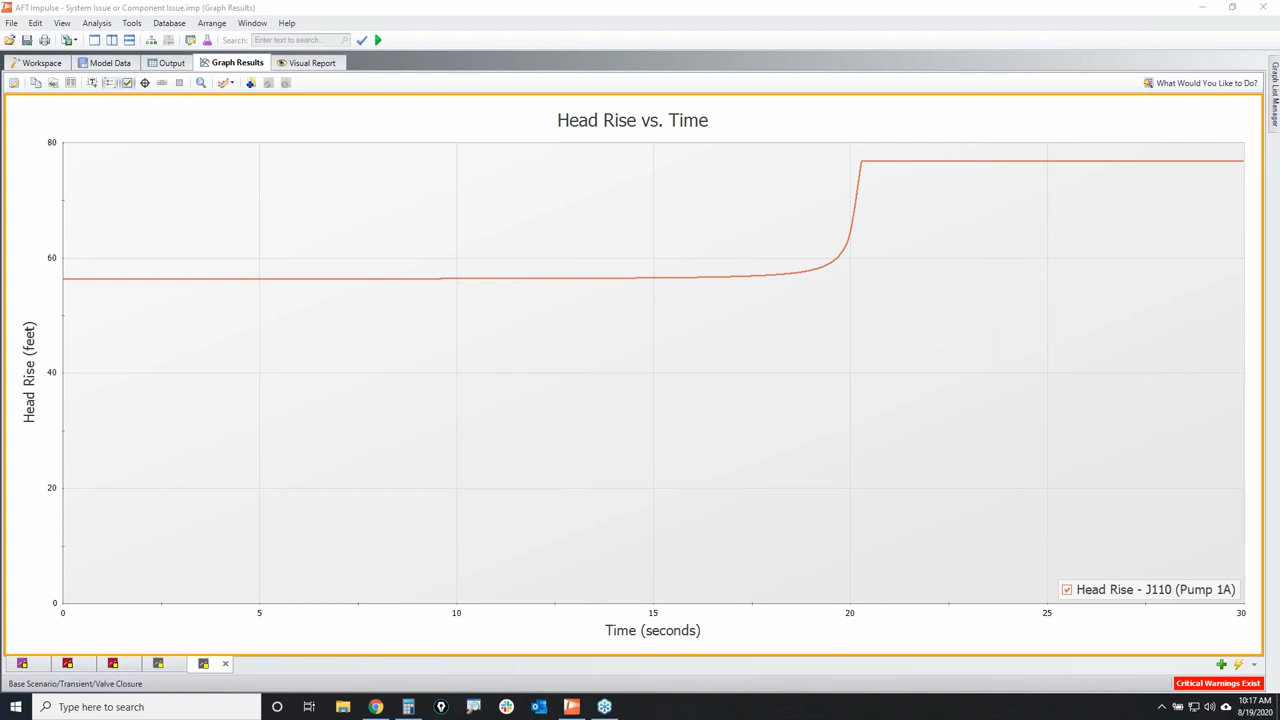 AFT Impulse - System Issue or Component Issue.imp (Graph Results)
File Edit View Analysis Tools Database Arrange Window Help
Search: Enter text to search...
Workspace Model Data Output Graph Results Visual Report
What Would You Like to Do?
Graph List Manager
Head Rise vs. Time
80
60
40
20
0
Head Rise (feet)
Head Rise - J110 (Pump 1A)
0 5 10 15 20 25 30
Time (seconds)
Base Scenario/Transient/Valve Closure
Critical Warnings Exist
Type here to search
10:17 AM
8/19/2020